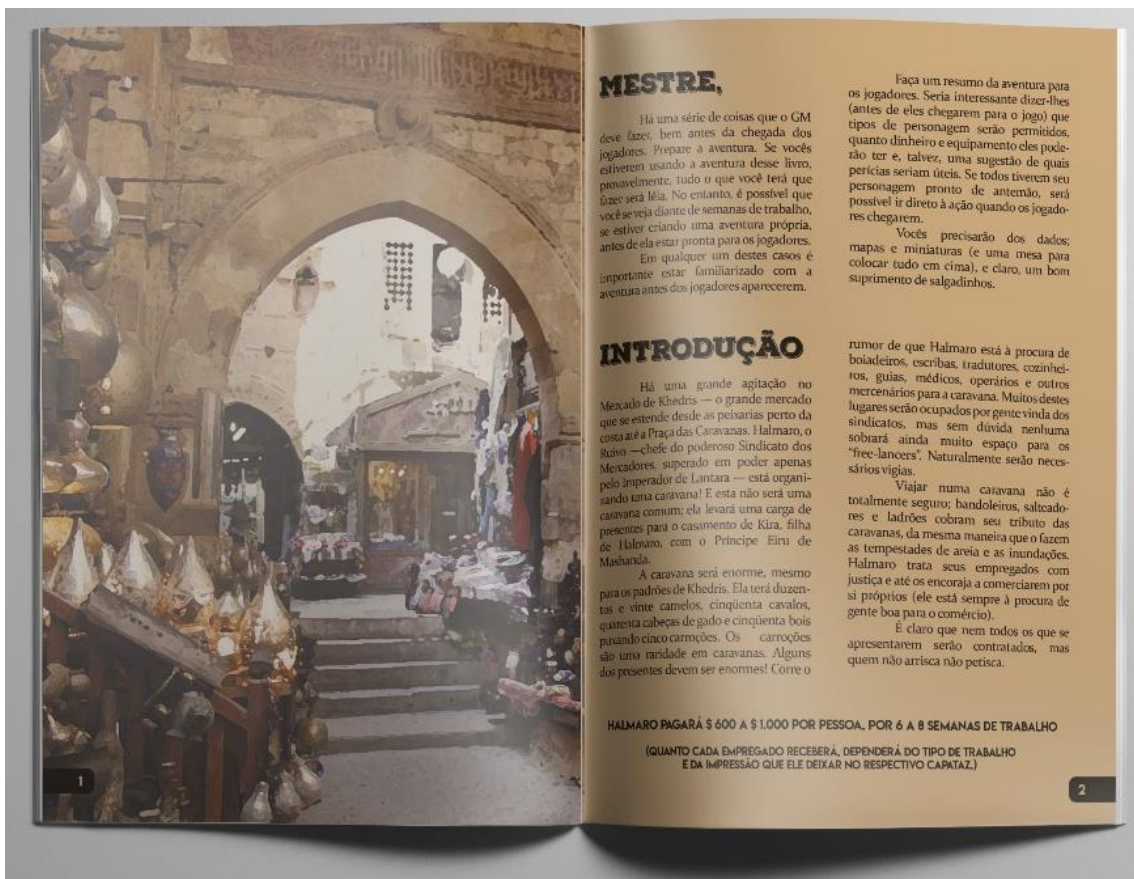 1
MESTRE,
Há uma série de coisas que o GM
deve fazer, bem antes da chegada dos
jogadores. Prepare a aventura. Se vocês
estiverem usando a aventura desse livro,
provavelmente, tudo o que você terá que
fazer será lêla. No entanto, é possível que
você se veja diante de semanas de trabalho,
se estiver criando uma aventura própria,
antes de ela estar pronta para os jogadores.
Em qualquer um destes casos é
importante estar familiarizado com a
aventura antes dos jogadores aparecerem.
Faça um resumo da aventura para
os jogadores. Seria interessante dizer-lhes
(antes de eles chegarem para o jogo) que
tipos de personagem serão permitidos,
quanto dinheiro e equipamento eles pode-
rão ter e, talvez, uma sugestão de quais
perícias seriam úteis. Se todos tiverem seu
personagem pronto de antemão, será
possível ir direto à ação quando os jogado-
res chegarem.
Vocês precisarão dos dados;
mapas e miniaturas (e uma mesa para
colocar tudo em cima), e claro, um bom
suprimento de salgadinhos.
INTRODUÇÃO
Há uma grande agitação no
Mercado de Khedris — o grande mercado
que se estende desde as peixarias perto da
costa até a Praça das Caravanas. Halmaro, o
Ruivo —chefe do poderoso Sindicato dos
Mercadores, superado em poder apenas
pelo Imperador de Lantara — está organi-
zando uma caravana! E esta não será uma
caravana comum; ela levará uma carga de
presentes para o casamento de Kira, filha
de Halmaro, com o Príncipe Eiru de
Mashanda.
A caravana será enorme, mesmo
para os padrões de Khedris. Ela terá duzen-
tos e vinte camelos, cinqüenta cavalos,
quarenta cabeças de gado e cinqüenta bois
puxando cinco carroções. Os carroções
são uma raridade em caravanas. Alguns
dos presentes devem ser enormes! Corre o
rumor de que Halmaro está à procura de
boiadeiros, escribas, tradutores, cozinhei-
ros, guias, médicos, operários e outros
mercenários para a caravana. Muitos destes
lugares serão ocupados por gente vinda dos
sindicatos, mas sem dúvida nenhuma
sobrará ainda muito espaço para os
"free-lancers". Naturalmente serão neces-
sários vigias.
Viajar numa caravana não é
totalmente seguro; bandoleiros, salteado-
res e ladrões cobram seu tributo das
caravanas, da mesma maneira que o fazem
as tempestades de areia e as inundações.
Halmaro trata seus empregados com
justiça e até os encoraja a comerciarem por
si próprios (ele está sempre à procura de
gente boa para o comércio).
É claro que nem todos os que se
apresentarem serão contratados, mas
quem não arrisca não petisca.
HALMARO PAGARÁ $ 600 A $ 1.000 POR PESSOA, POR 6 A 8 SEMANAS DE TRABALHO
(QUANTO CADA EMPREGADO RECEBERÁ, DEPENDERÁ DO TIPO DE TRABALHO
E DA IMPRESSÃO QUE ELE DEIXAR NO RESPECTIVO CAPATAZ.)
2